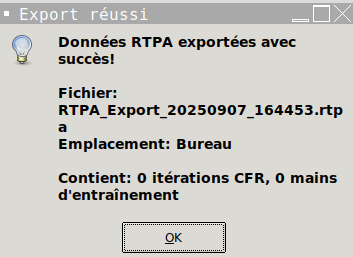 Export réussi
Données RTPA exportées avec
succès!
Fichier:
RTPA_Export_20250907_164453.rtp
a
Emplacement: Bureau
Contient: 0 itérations CFR, 0 mains
d'entraînement
OK